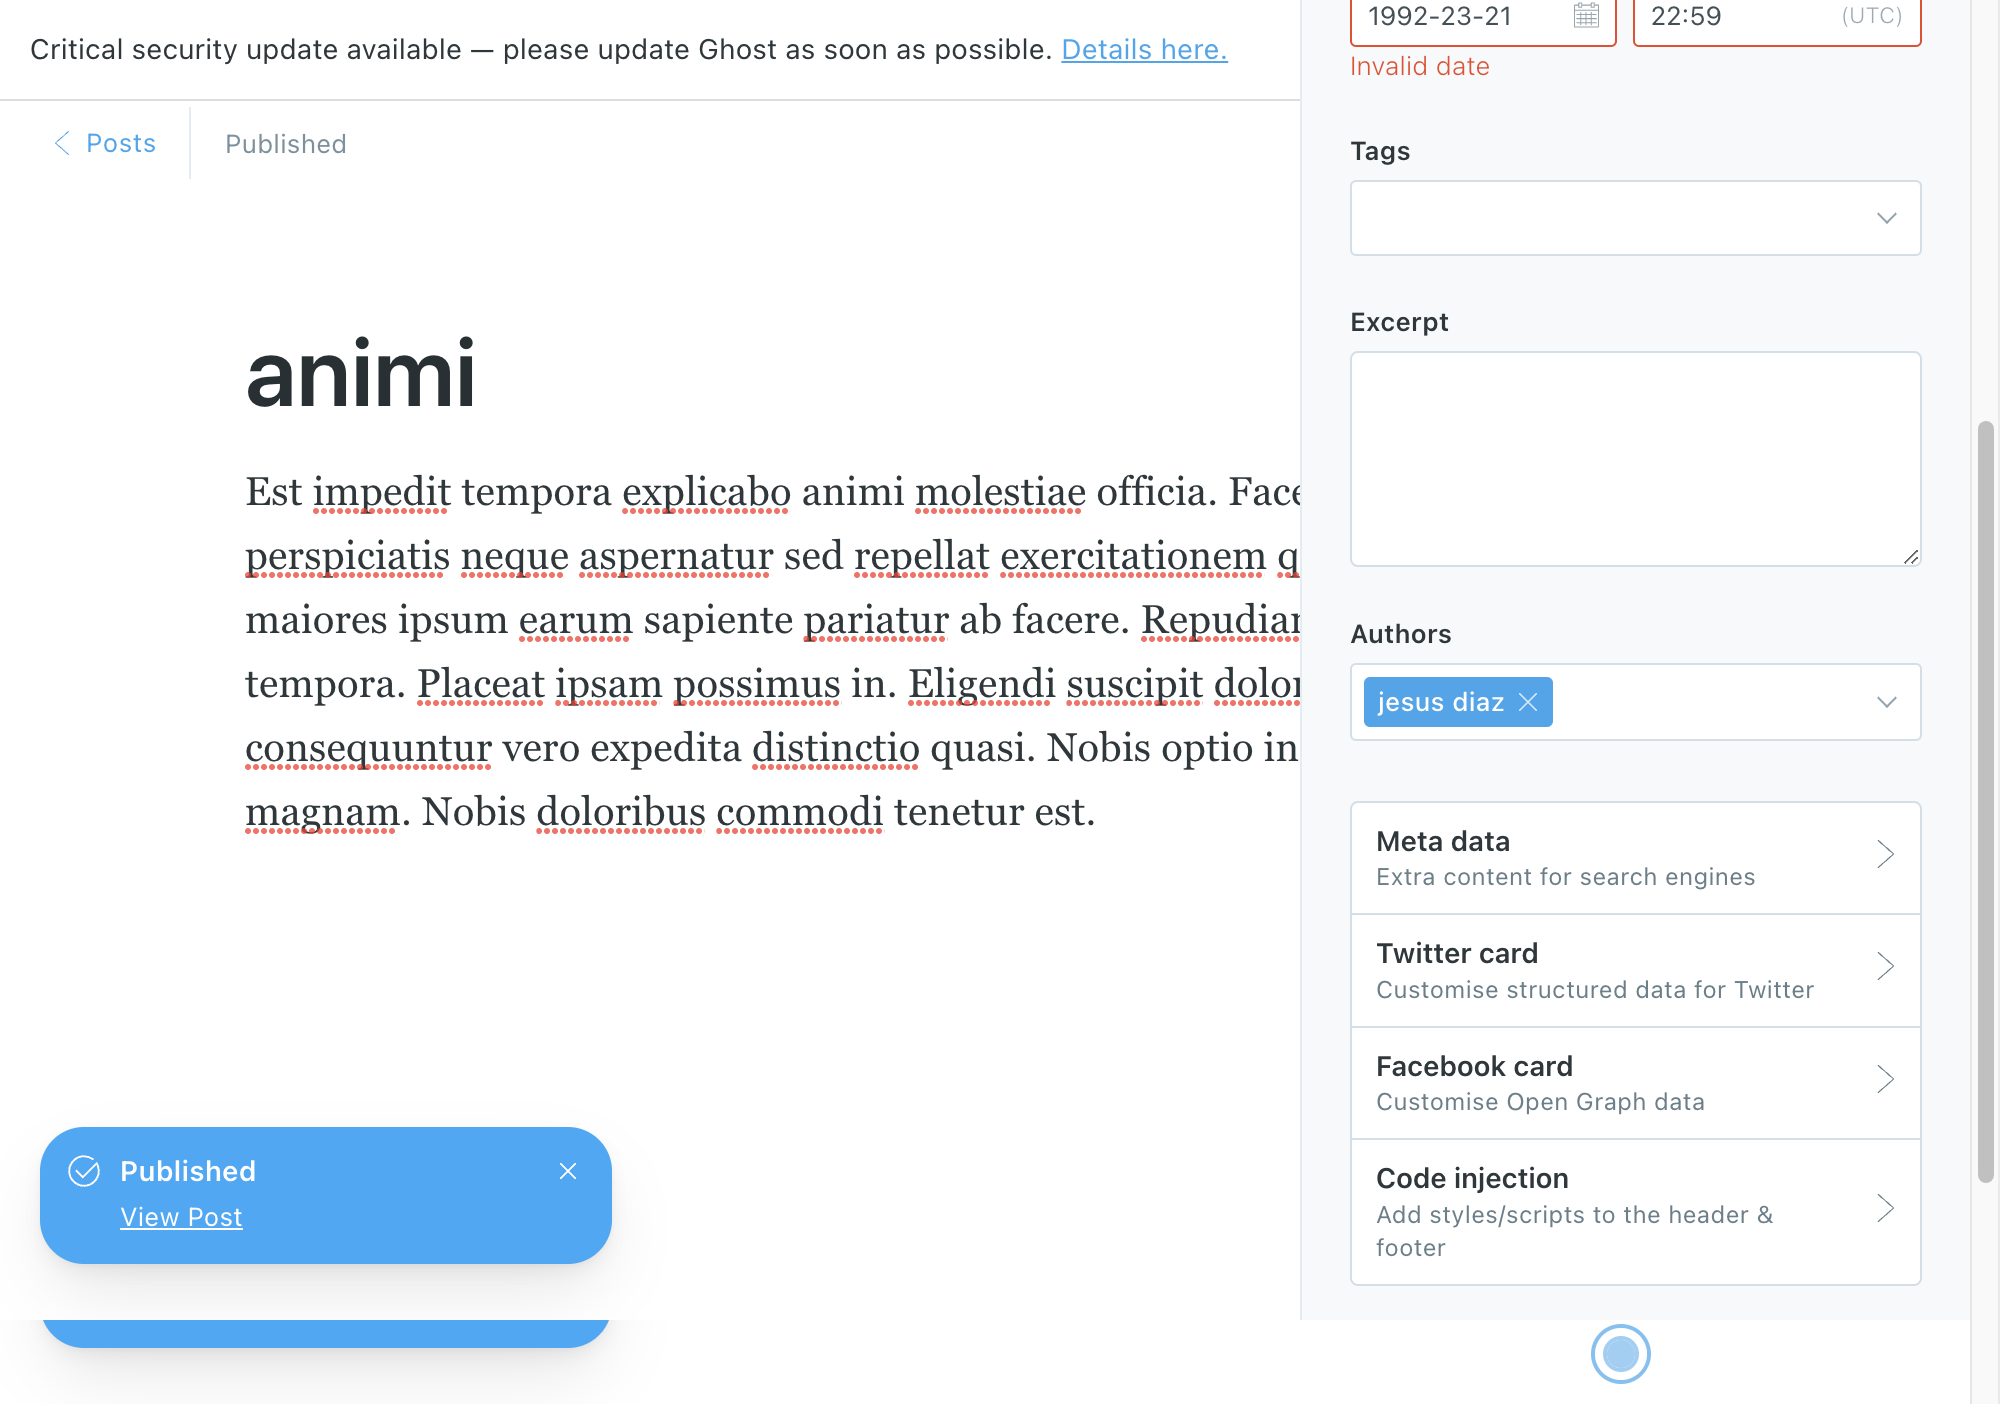 Critical security update available — please update Ghost as soon as possible. Details here.
Posts
Published
animi
Est impedit tempora explicabo animi molestiae officia. Face
perspiciatis neque aspernatur sed repellat exercitationem q
maiores ipsum earum sapiente pariatur ab facere. Repudiar
tempora. Placeat ipsam possimus in. Eligendi suscipit dolor
consequuntur vero expedita distinctio quasi. Nobis optio in
magnam. Nobis doloribus commodi tenetur est.
Published
View Post
1992-23-21
22:59 (UTC)
Invalid date
Tags
Excerpt
Authors
jesus diaz
Meta data
Extra content for search engines
Twitter card
Customise structured data for Twitter
Facebook card
Customise Open Graph data
Code injection
Add styles/scripts to the header &
footer